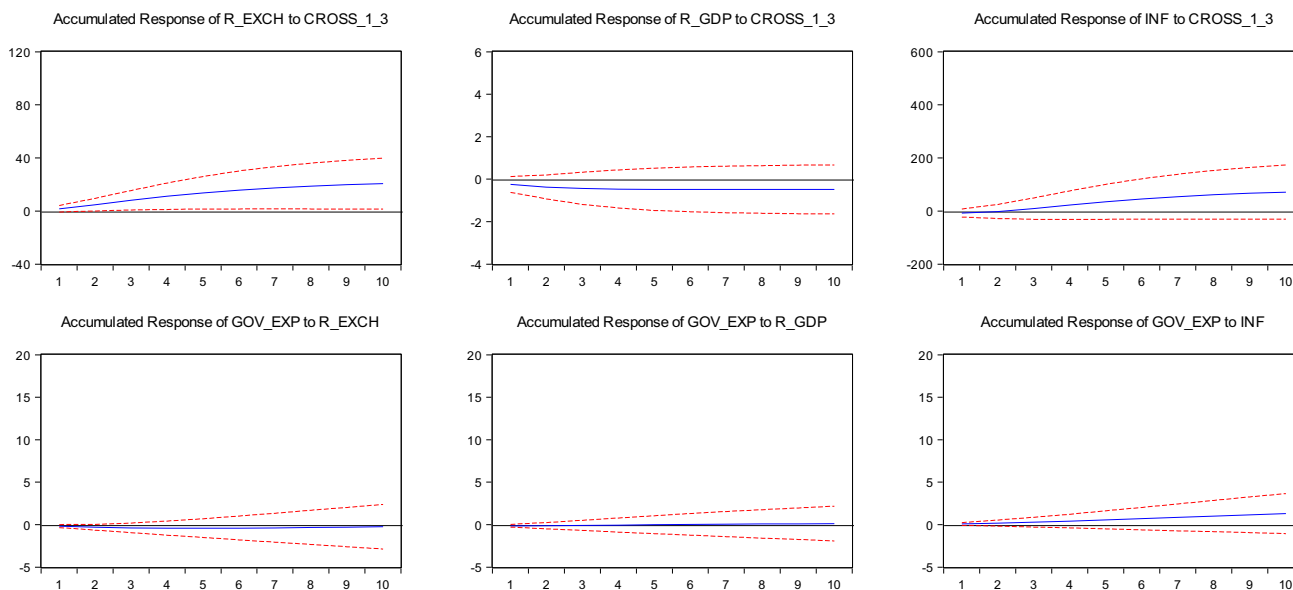 Accumulated Response of R_EXCH to CROSS_1_3
120
80
40
0
-40
1 2 3 4 5 6 7 8 9 10
Accumulated Response of R_GDP to CROSS_1_3
6
4
2
0
-2
-4
1 2 3 4 5 6 7 8 9 10
Accumulated Response of INF to CROSS_1_3
600
400
200
0
-200
1 2 3 4 5 6 7 8 9 10
Accumulated Response of GOV_EXP to R_EXCH
20
15
10
5
0
-5
1 2 3 4 5 6 7 8 9 10
Accumulated Response of GOV_EXP to R_GDP
20
15
10
5
0
-5
1 2 3 4 5 6 7 8 9 10
Accumulated Response of GOV_EXP to INF
20
15
10
5
0
-5
1 2 3 4 5 6 7 8 9 10